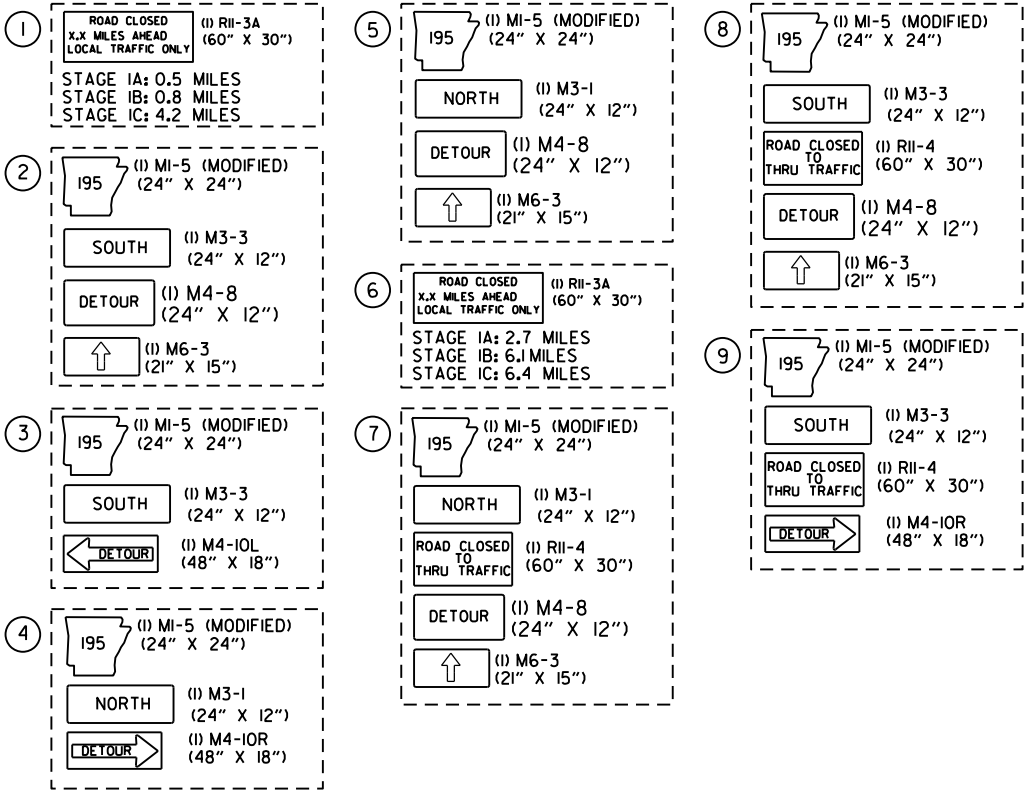 1
ROAD CLOSED
X.X MILES AHEAD
LOCAL TRAFFIC ONLY
(1) R11-3A
(60" X 30")
STAGE 1A: 0.5 MILES
STAGE 1B: 0.8 MILES
STAGE 1C: 4.2 MILES
2
195
(1) M1-5 (MODIFIED)
(24" X 24")
SOUTH
(1) M3-3
(24" X 12")
DETOUR
(1) M4-8
(24" X 12")
(1) M6-3
(21" X 15")
3
195
(1) M1-5 (MODIFIED)
(24" X 24")
SOUTH
(1) M3-3
(24" X 12")
DETOUR
(1) M4-10L
(48" X 18")
4
195
(1) M1-5 (MODIFIED)
(24" X 24")
NORTH
(1) M3-1
(24" X 12")
DETOUR
(1) M4-10R
(48" X 18")
5
195
(1) M1-5 (MODIFIED)
(24" X 24")
NORTH
(1) M3-1
(24" X 12")
DETOUR
(1) M4-8
(24" X 12")
(1) M6-3
(21" X 15")
6
ROAD CLOSED
X.X MILES AHEAD
LOCAL TRAFFIC ONLY
(1) R11-3A
(60" X 30")
STAGE 1A: 2.7 MILES
STAGE 1B: 6.1 MILES
STAGE 1C: 6.4 MILES
7
195
(1) M1-5 (MODIFIED)
(24" X 24")
NORTH
(1) M3-1
(24" X 12")
ROAD CLOSED
TO
THRU TRAFFIC
(1) R11-4
(60" X 30")
DETOUR
(1) M4-8
(24" X 12")
(1) M6-3
(21" X 15")
8
195
(1) M1-5 (MODIFIED)
(24" X 24")
SOUTH
(1) M3-3
(24" X 12")
ROAD CLOSED
TO
THRU TRAFFIC
(1) R11-4
(60" X 30")
DETOUR
(1) M4-8
(24" X 12")
(1) M6-3
(21" X 15")
9
195
(1) M1-5 (MODIFIED)
(24" X 24")
SOUTH
(1) M3-3
(24" X 12")
ROAD CLOSED
TO
THRU TRAFFIC
(1) R11-4
(60" X 30")
DETOUR
(1) M4-10R
(48" X 18")